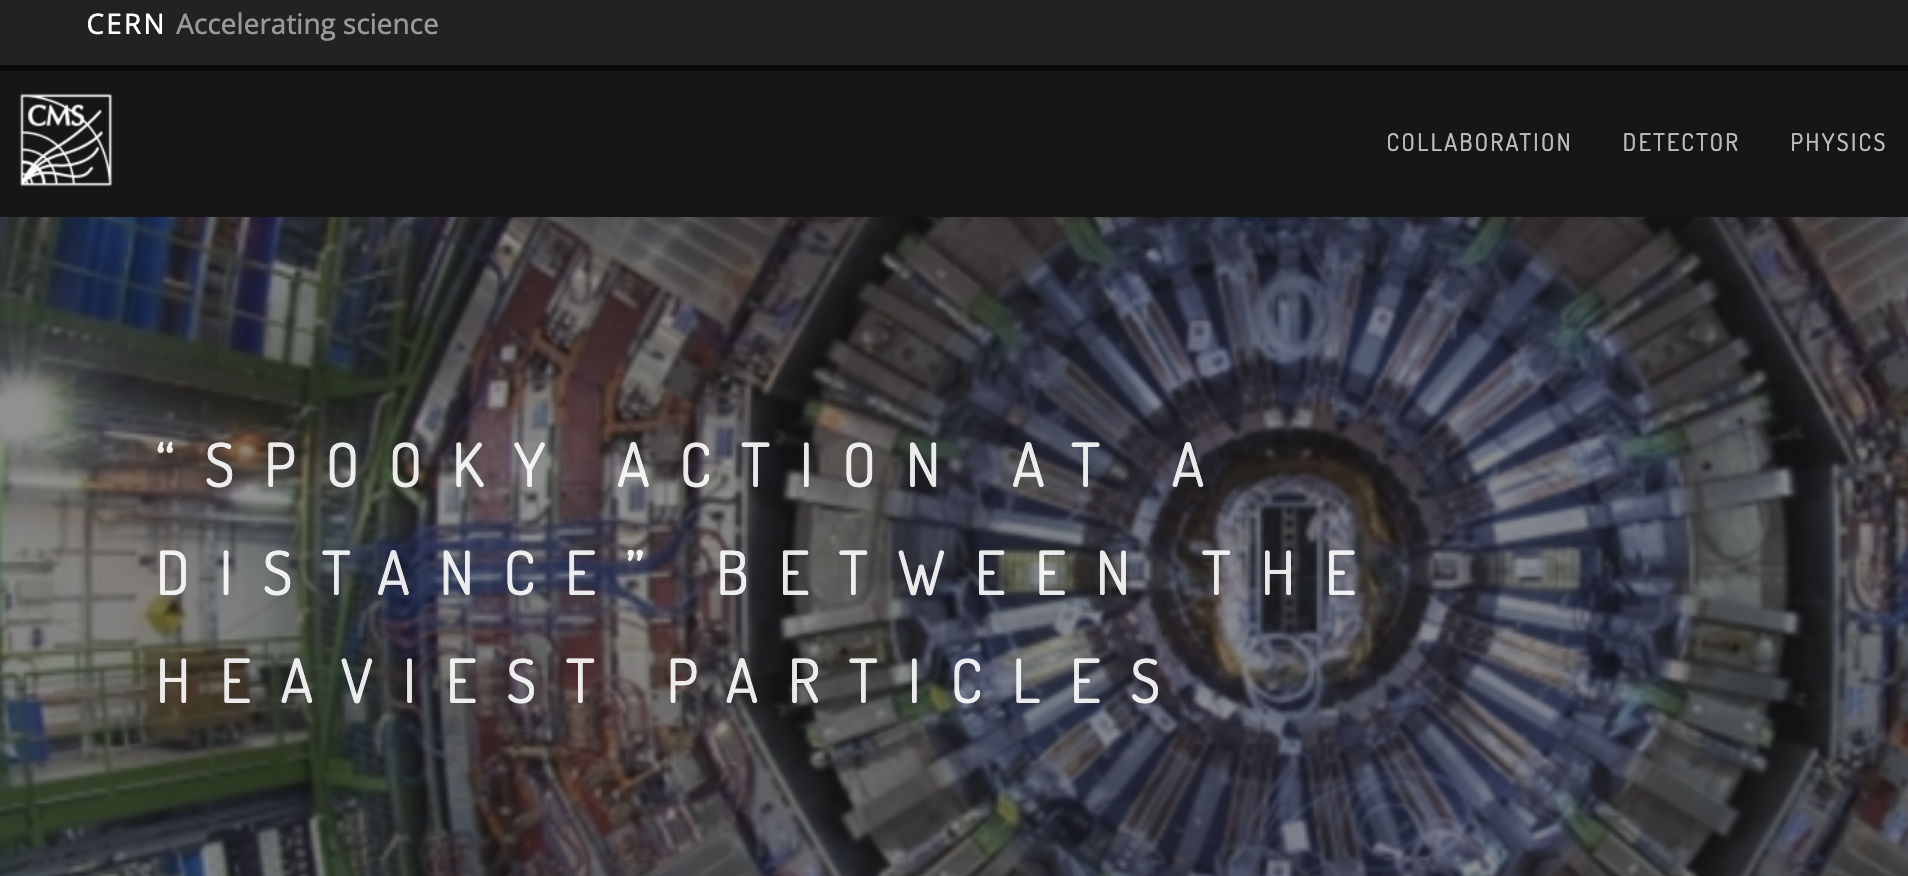 CERN Accelerating science
CMS
COLLABORATION DETECTOR PHYSICS
“SPOOKY ACTION AT A
DISTANCE” BETWEEN THE
HEAVIEST PARTICLES